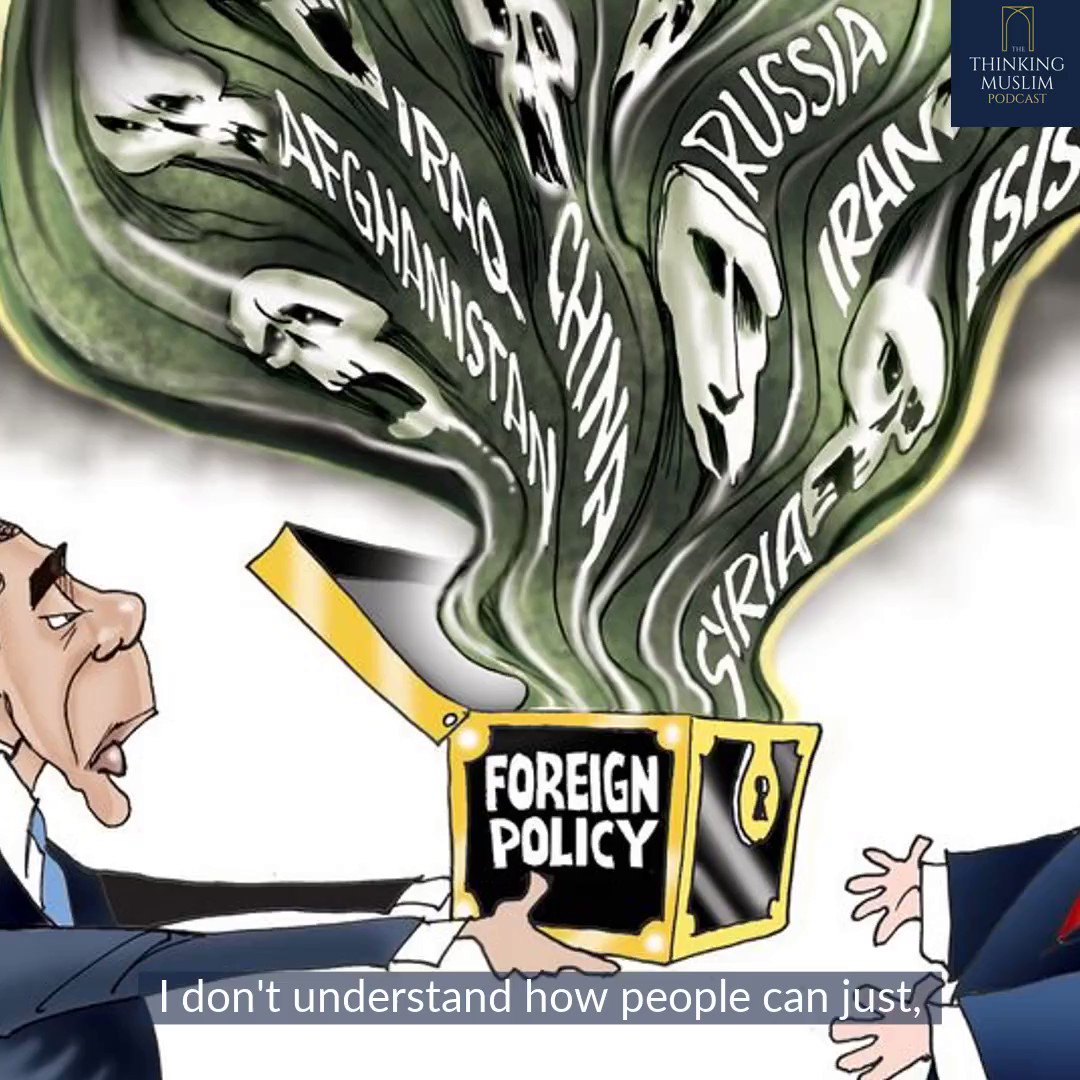 THE
THINKING
MUSLIM
PODCAST
AFGHANISTAN
IRAQ
CHINA
RUSSIA
IRAN
ISIS
SYRIA
FOREIGN
POLICY
I don't understand how people can just,